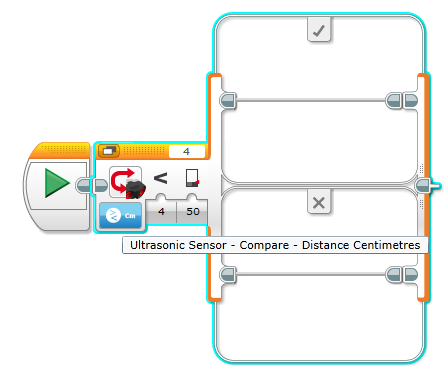 4
<
Cm 4 50
Ultrasonic Sensor - Compare - Distance Centimetres